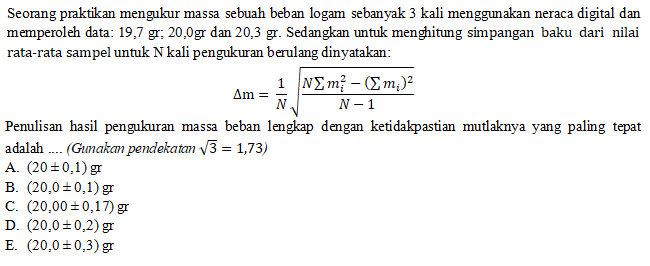 Seorang praktikan mengukur massa sebuah beban logam sebanyak 3 kali menggunakan neraca digital dan
memperoleh data: 19,7 gr; 20,0gr dan 20,3 gr. Sedangkan untuk menghitung simpangan baku dari nilai
rata-rata sampel untuk N kali pengukuran berulang dinyatakan:
Δm = 1/N √((N∑m_i² − (∑m_i)²)/(N − 1))
Penulisan hasil pengukuran massa beban lengkap dengan ketidakpastian mutlaknya yang paling tepat
adalah .... (Gunakan pendekatan √3 = 1,73)
A. (20 ± 0,1) gr
B. (20,0 ± 0,1) gr
C. (20,00 ± 0,17) gr
D. (20,0 ± 0,2) gr
E. (20,0 ± 0,3) gr